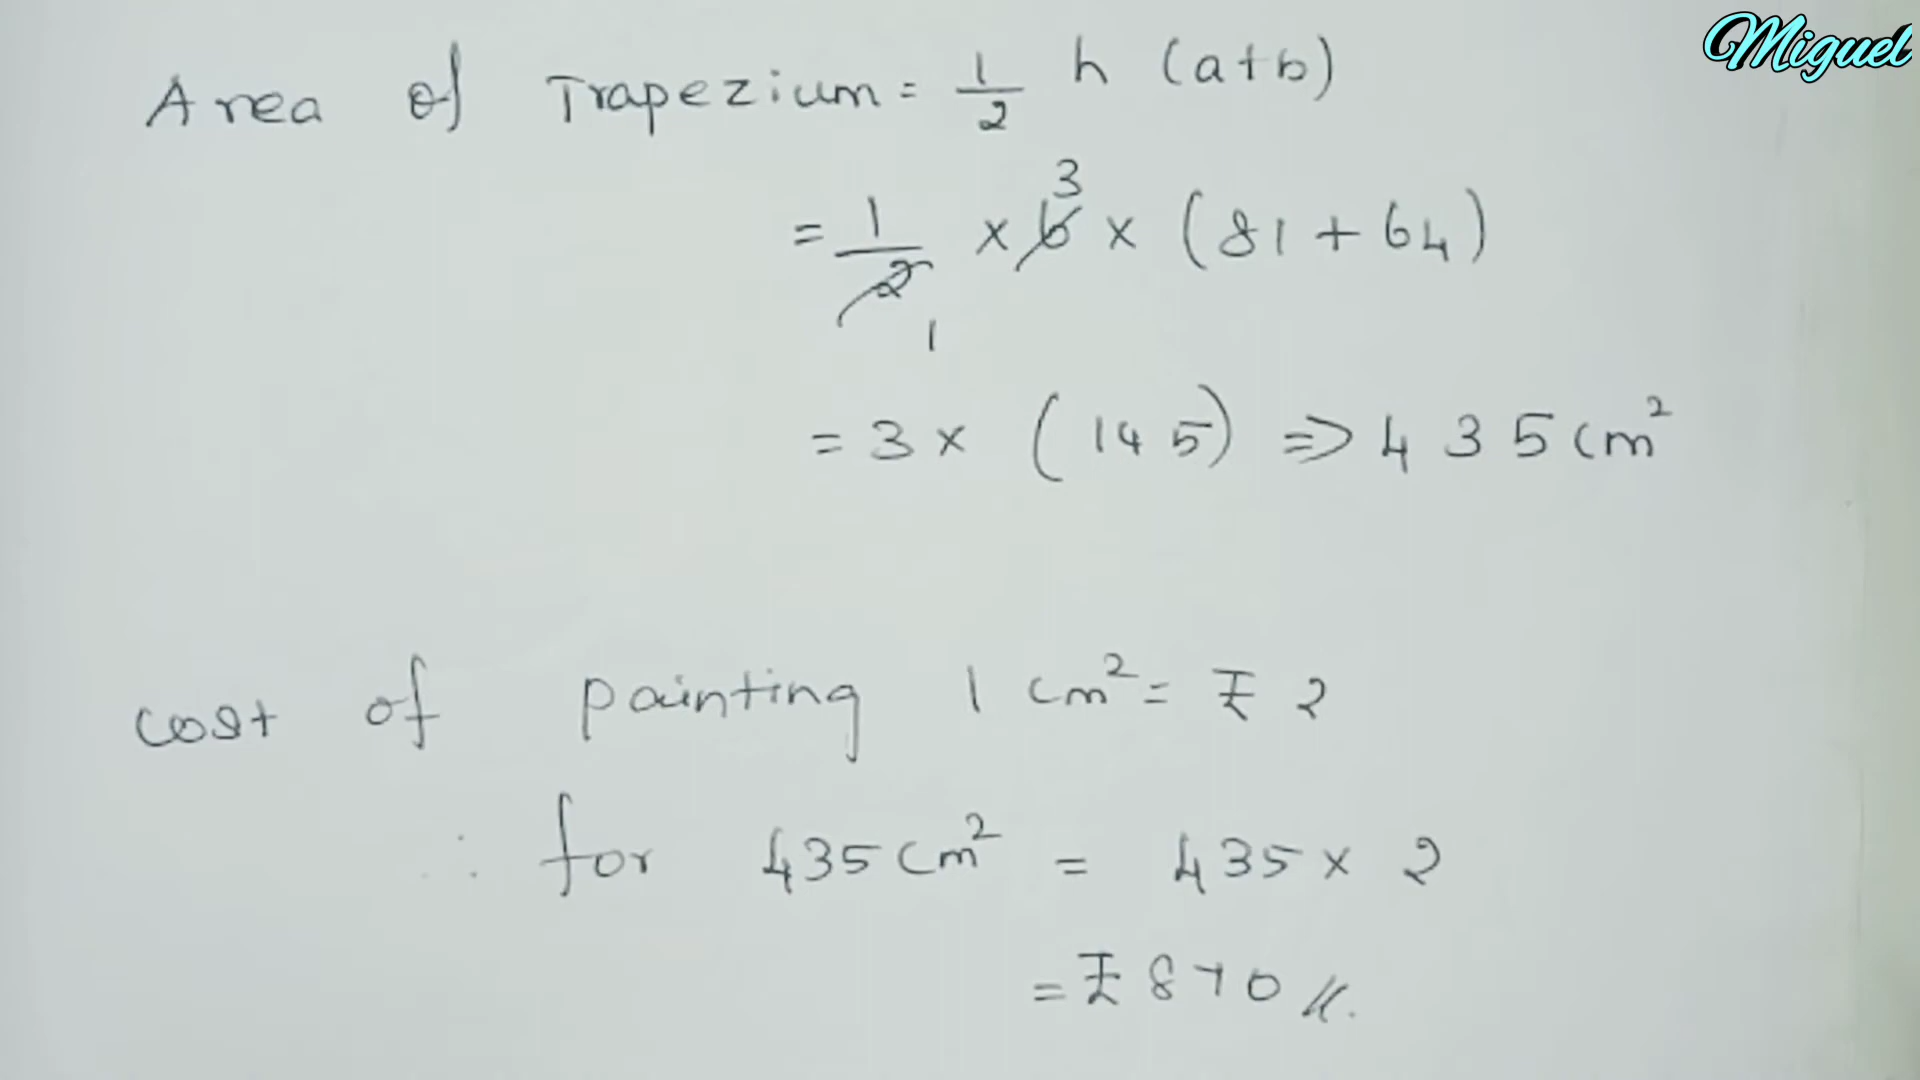 Miguel
Area of Trapezium = 1/2 h (a+b)
= 1/2 1 × 6 3 × (81 + 64)
= 3 × (145) ⇒ 435 cm²
cost of painting 1 cm² = ₹ 2
∴ for 435 cm² = 435 × 2
= ₹ 870 //.